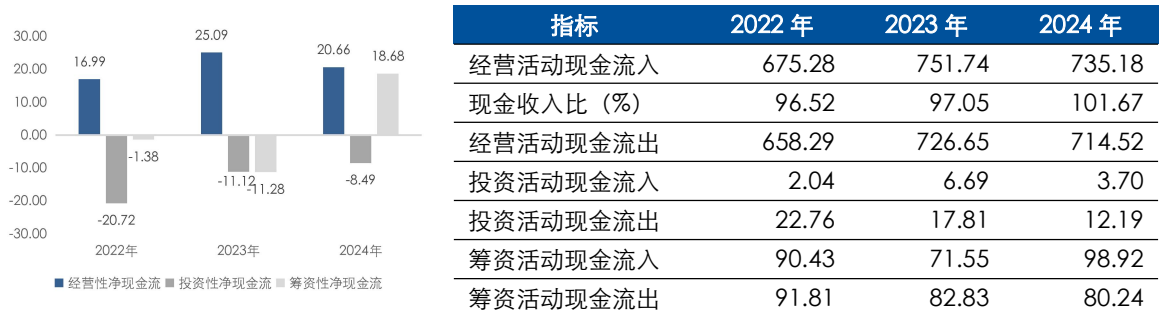 30.00
20.00
10.00
0.00
-10.00
-20.00
-30.00
16.99
-20.72
-1.38
25.09
-11.12
-11.28
20.66
-8.49
18.68
2022年 2023年 2024年
经营性净现金流 投资性净现金流 筹资性净现金流
指标 2022 年 2023 年 2024 年
经营活动现金流入 675.28 751.74 735.18
现金收入比（%） 96.52 97.05 101.67
经营活动现金流出 658.29 726.65 714.52
投资活动现金流入 2.04 6.69 3.70
投资活动现金流出 22.76 17.81 12.19
筹资活动现金流入 90.43 71.55 98.92
筹资活动现金流出 91.81 82.83 80.24